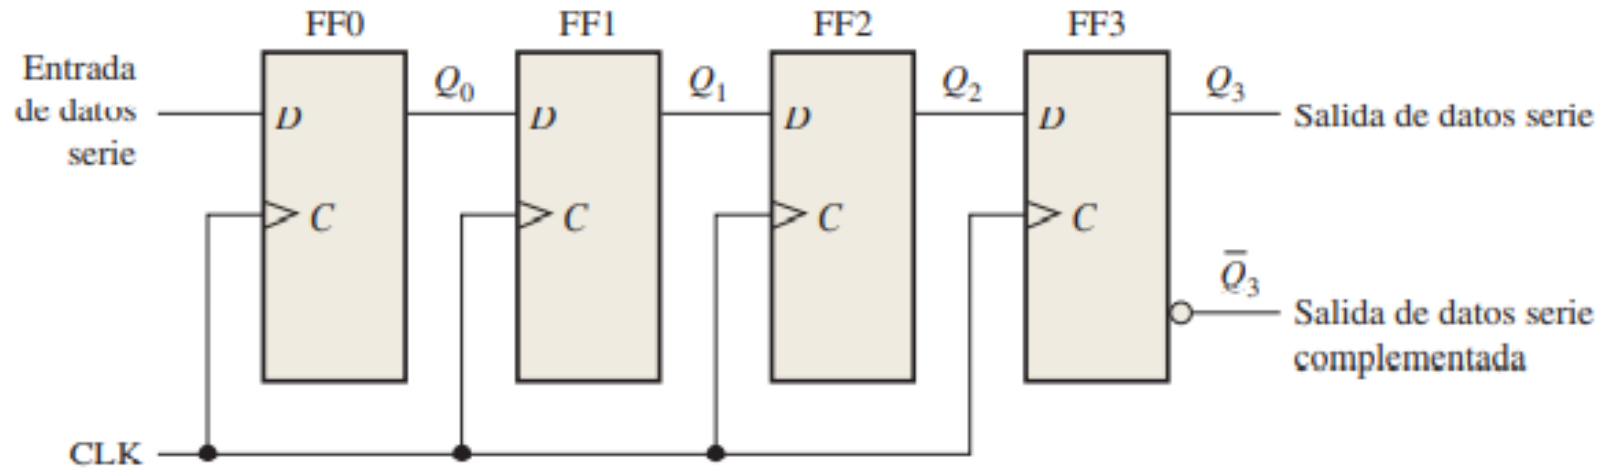 FF0
FF1
FF2
FF3
Entrada
de datos
serie
D
Q0
D
Q1
D
Q2
D
Q3
Salida de datos serie
C
C
C
C
Q̅3
Salida de datos serie
complementada
CLK